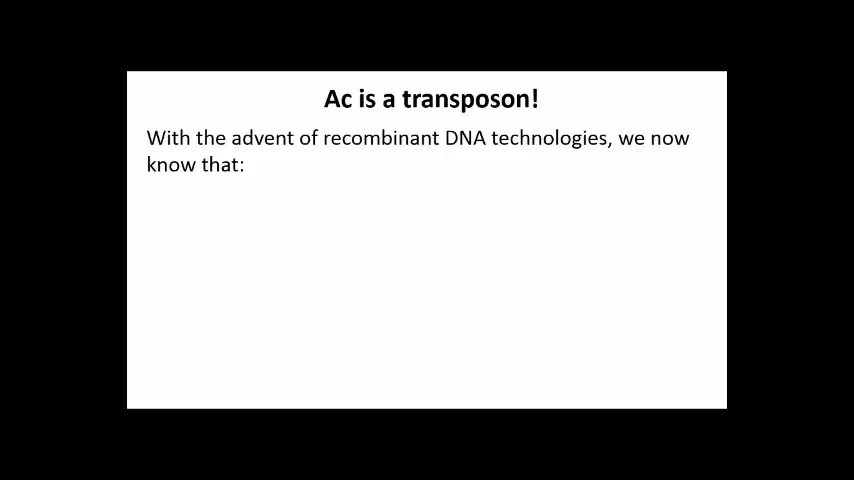 Ac is a transposon!
With the advent of recombinant DNA technologies, we now
know that: